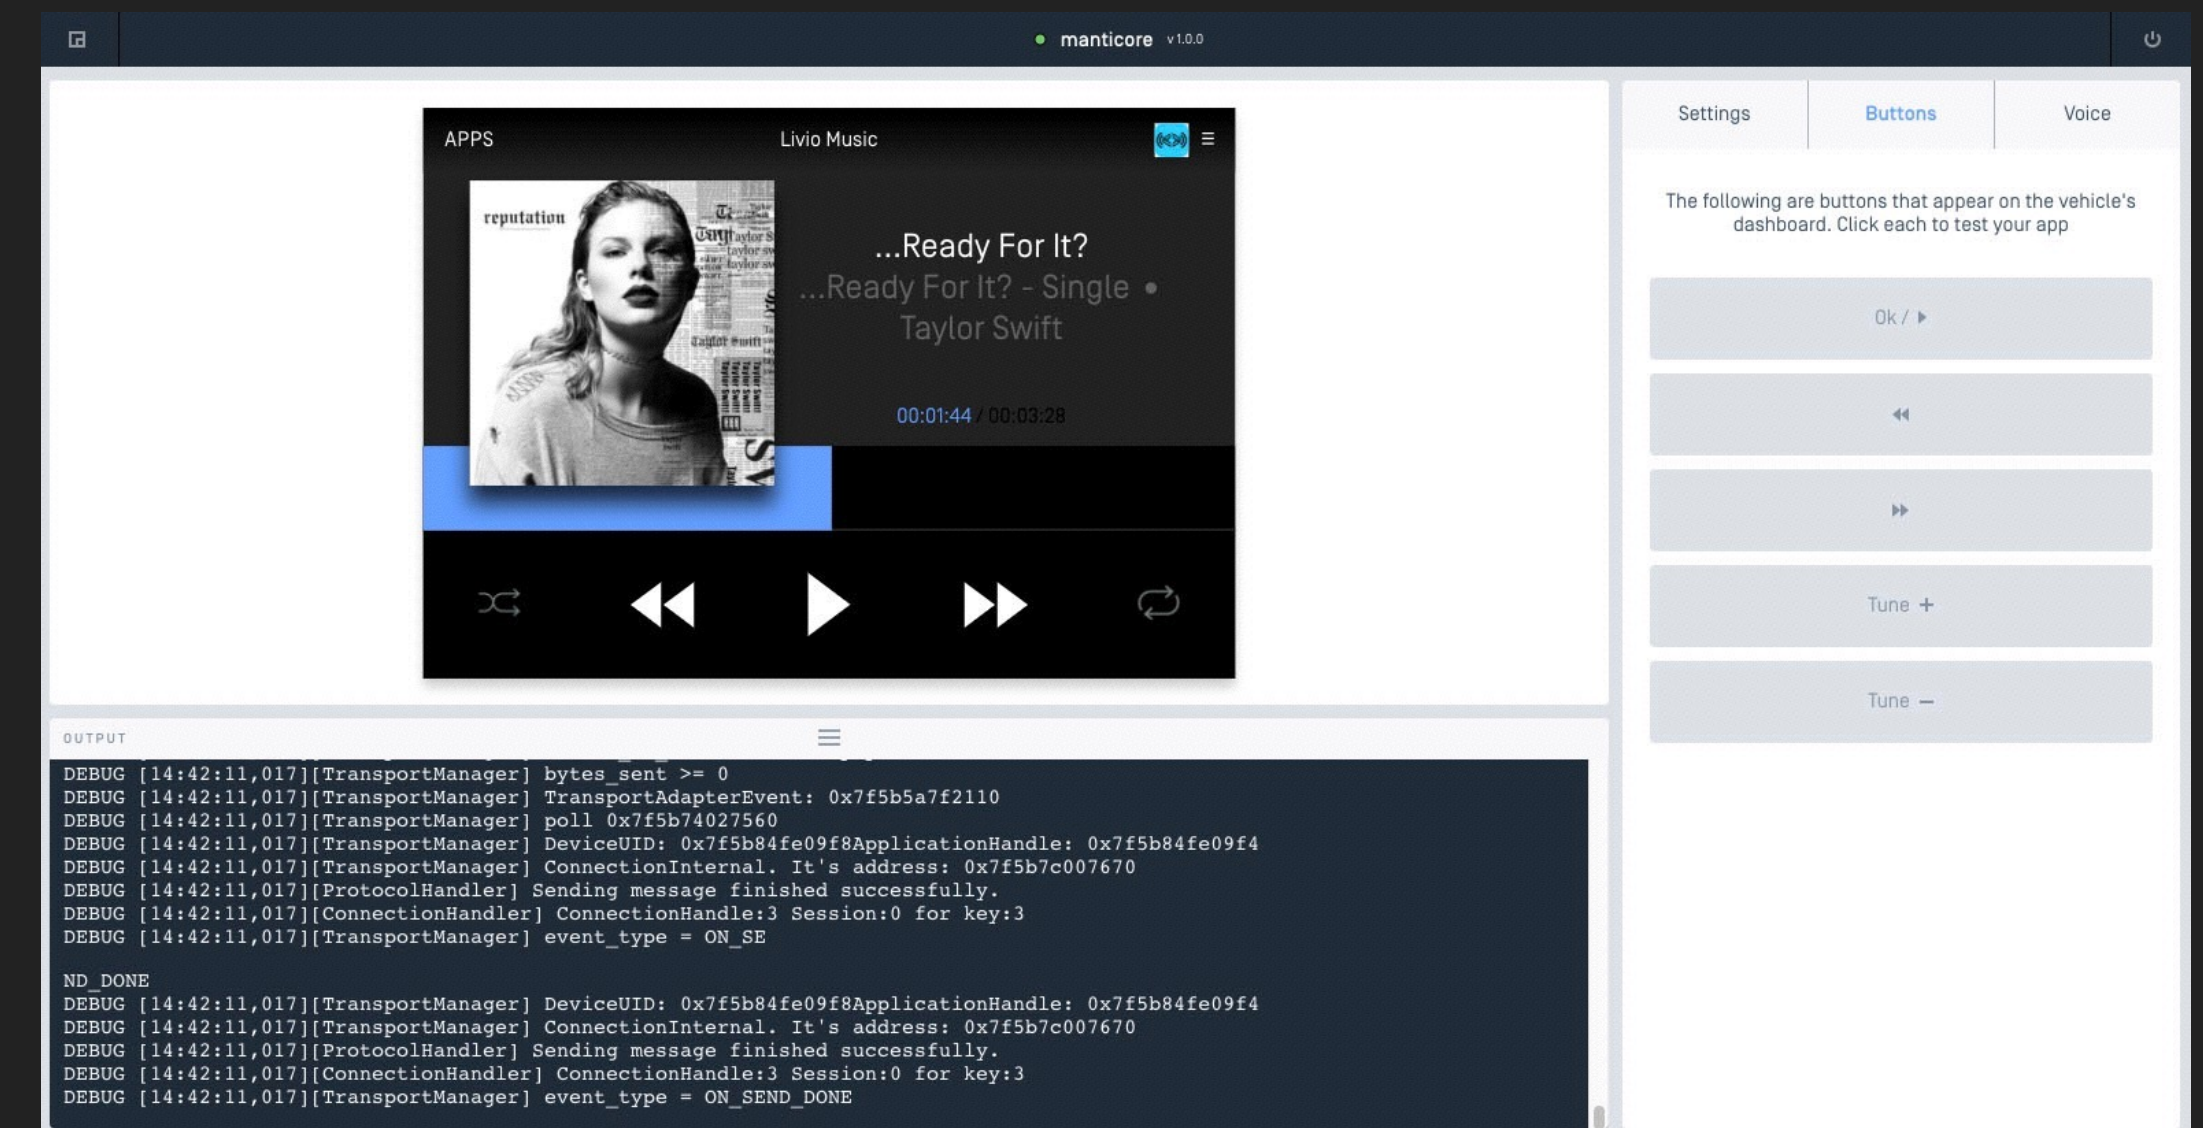 manticore v1.0.0
APPS
Livio Music
reputation
...Ready For It?
...Ready For It? - Single •
Taylor Swift
00:01:44 / 00:03:28
Settings
Buttons
Voice
The following are buttons that appear on the vehicle's
dashboard. Click each to test your app
Ok /
Tune +
Tune −
OUTPUT
DEBUG [14:42:11,017][TransportManager] bytes_sent >= 0
DEBUG [14:42:11,017][TransportManager] TransportAdapterEvent: 0x7f5b5a7f2110
DEBUG [14:42:11,017][TransportManager] poll 0x7f5b74027560
DEBUG [14:42:11,017][TransportManager] DeviceUID: 0x7f5b84fe09f8ApplicationHandle: 0x7f5b84fe09f4
DEBUG [14:42:11,017][TransportManager] ConnectionInternal. It's address: 0x7f5b7c007670
DEBUG [14:42:11,017][ProtocolHandler] Sending message finished successfully.
DEBUG [14:42:11,017][ConnectionHandler] ConnectionHandle:3 Session:0 for key:3
DEBUG [14:42:11,017][TransportManager] event_type = ON_SE
ND_DONE
DEBUG [14:42:11,017][TransportManager] DeviceUID: 0x7f5b84fe09f8ApplicationHandle: 0x7f5b84fe09f4
DEBUG [14:42:11,017][TransportManager] ConnectionInternal. It's address: 0x7f5b7c007670
DEBUG [14:42:11,017][ProtocolHandler] Sending message finished successfully.
DEBUG [14:42:11,017][ConnectionHandler] ConnectionHandle:3 Session:0 for key:3
DEBUG [14:42:11,017][TransportManager] event_type = ON_SEND_DONE